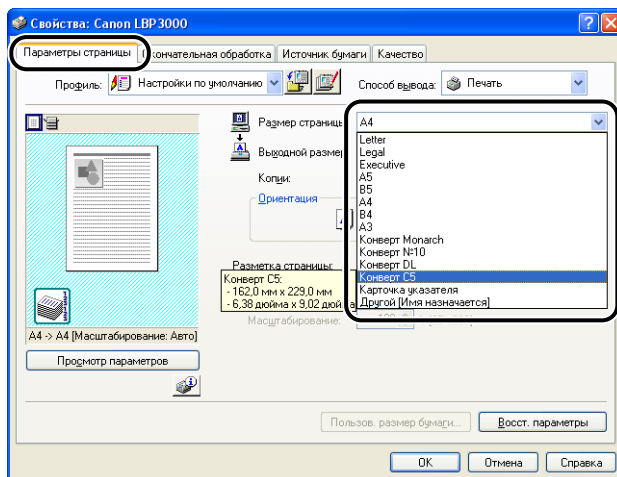 Свойства: Canon LBP3000
Параметры страницы
кончательная обработка
Источник бумаги
Качество
Профиль:
Настройки по умолчанию
Способ вывода:
Печать
Размер страницы
A4
Выходной разме
Letter
Legal
Executive
A5
B5
A4
B4
A3
Конверт Monarch
Конверт №10
Конверт DL
Конверт C5
Карточка указателя
Другой [Имя назначается]
Копии:
Ориентация
Разметка страницы:
Конверт C5:
- 162,0 мм x 229,0 мм
- 6,38 дюйма x 9,02 дюй а
Масштабирование:
A4 -> A4 [Масштабирование: Авто]
Просмотр параметров
Пользов. размер бумаги...
Восст. параметры
OK
Отмена
Справка